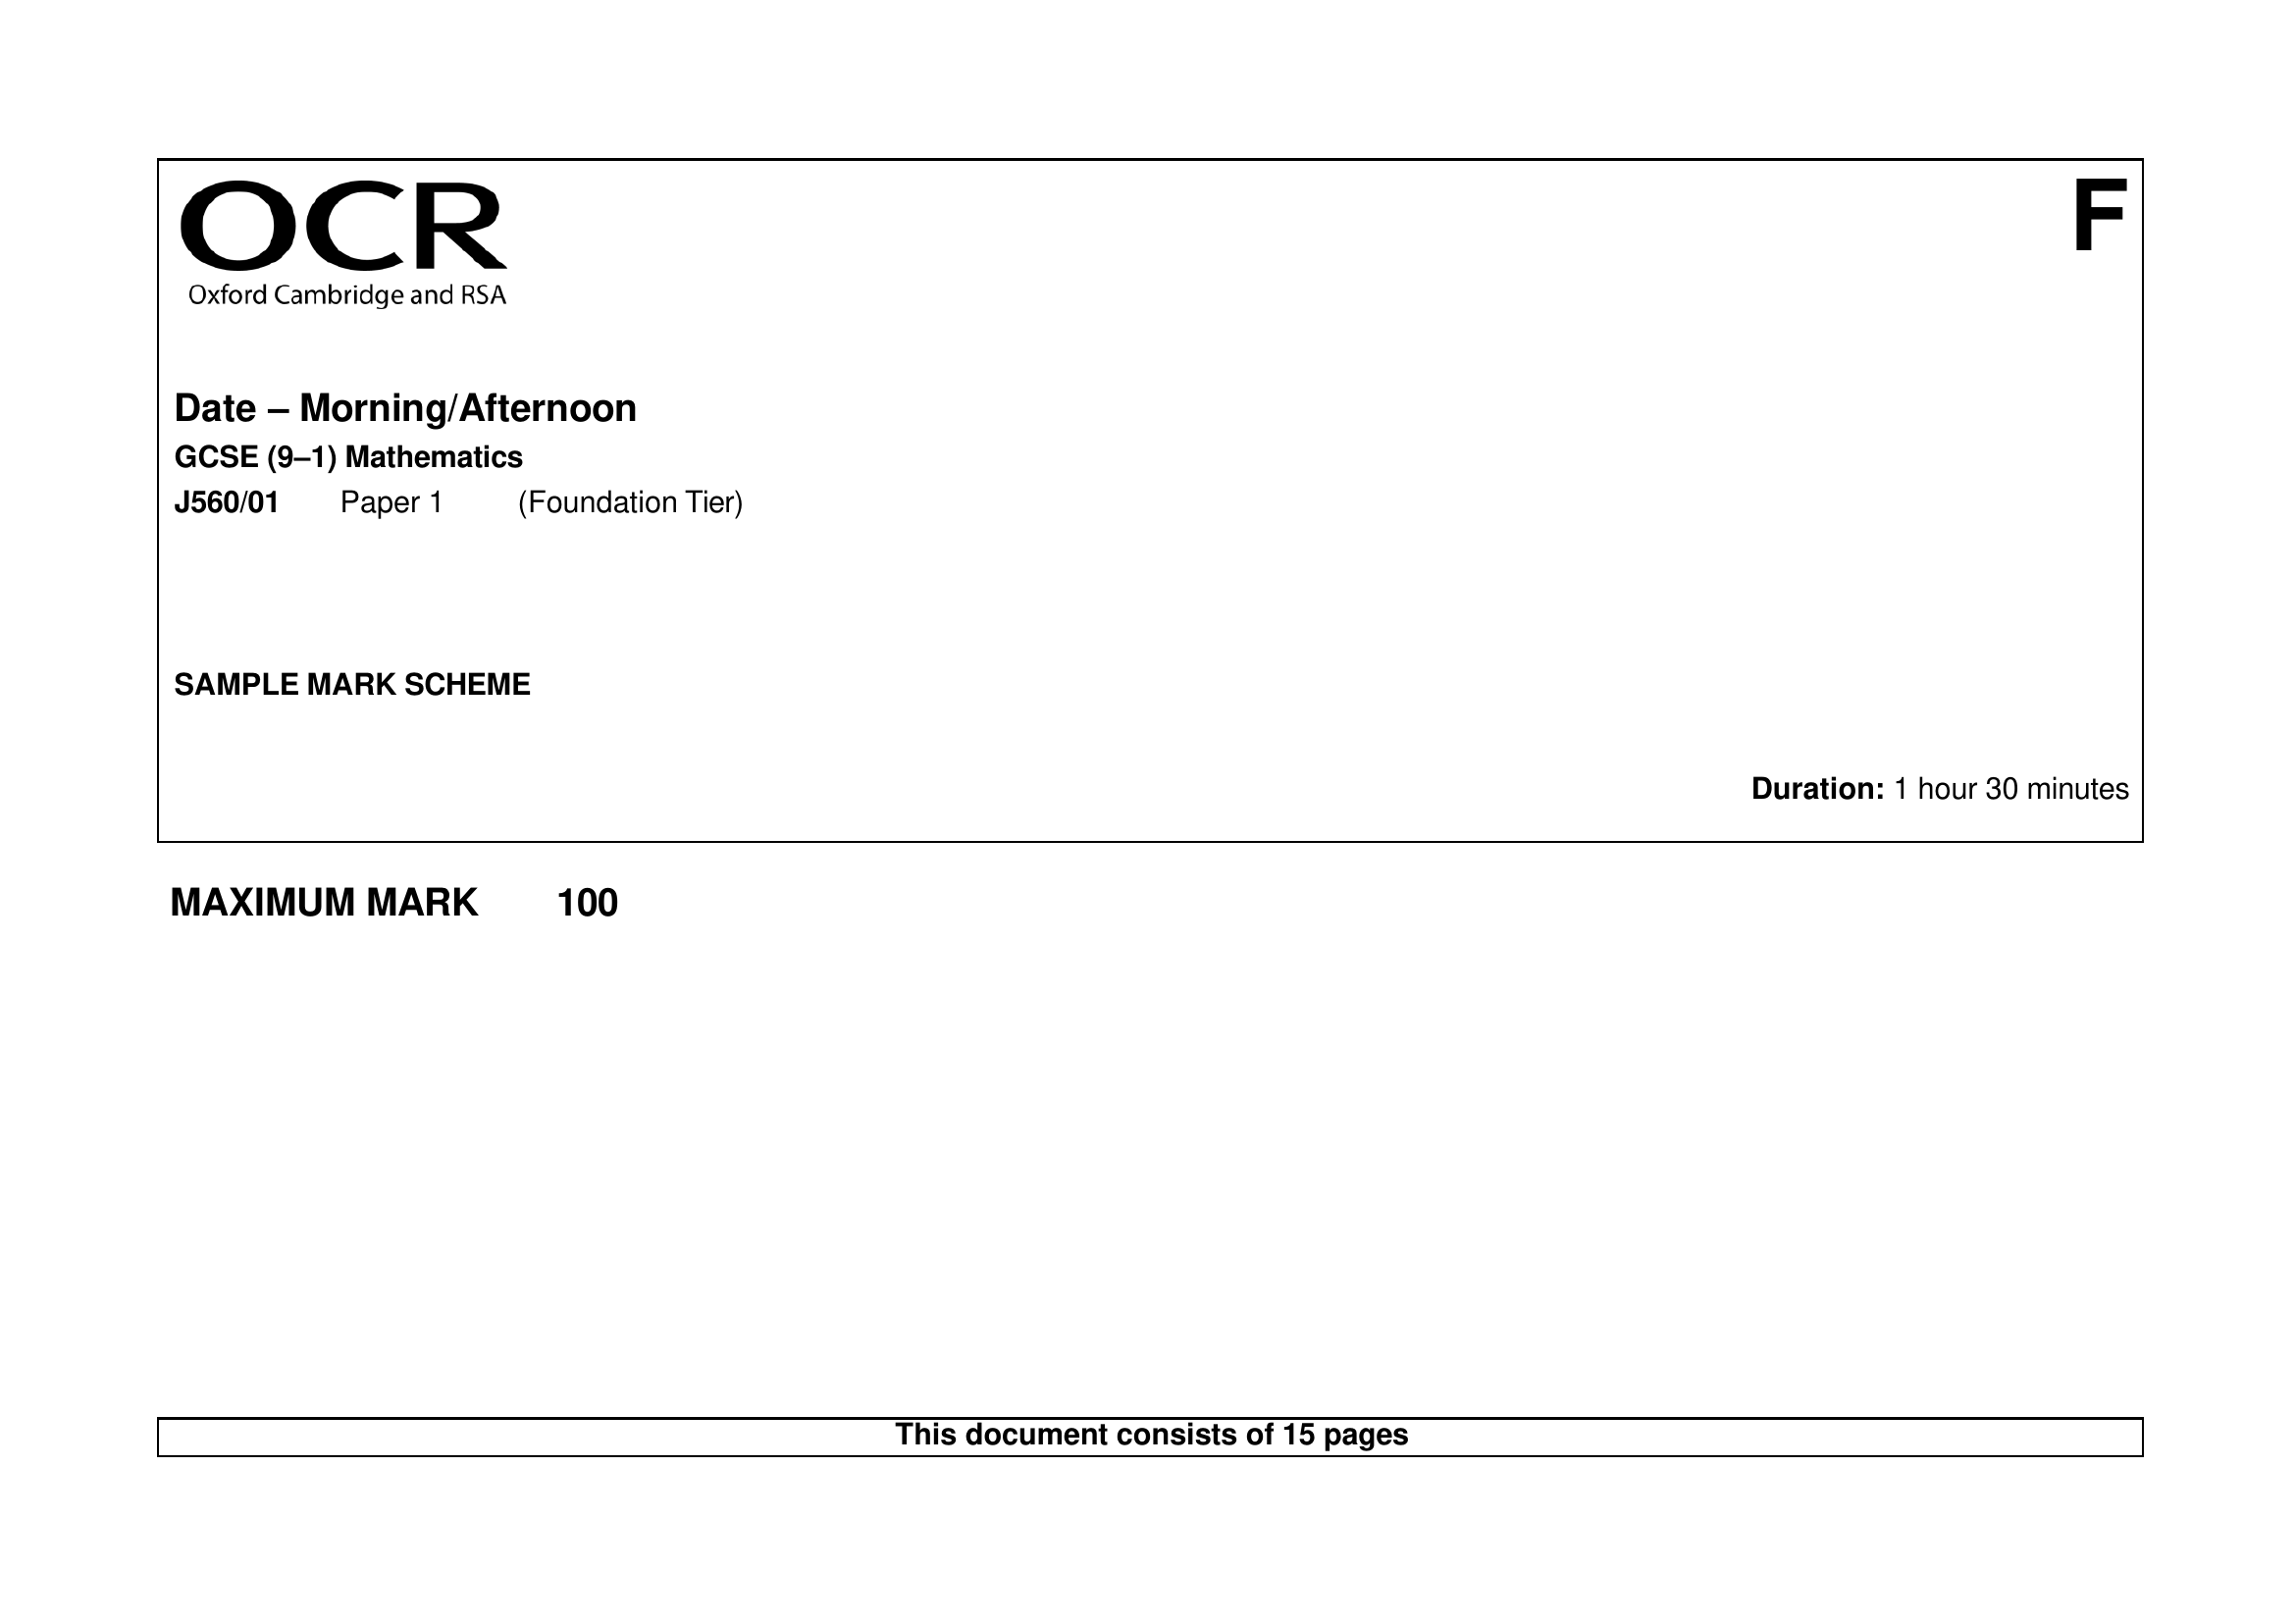 OCR
Oxford Cambridge and RSA
F
Date – Morning/Afternoon
GCSE (9–1) Mathematics
J560/01 Paper 1 (Foundation Tier)
SAMPLE MARK SCHEME
Duration: 1 hour 30 minutes
MAXIMUM MARK 100
This document consists of 15 pages